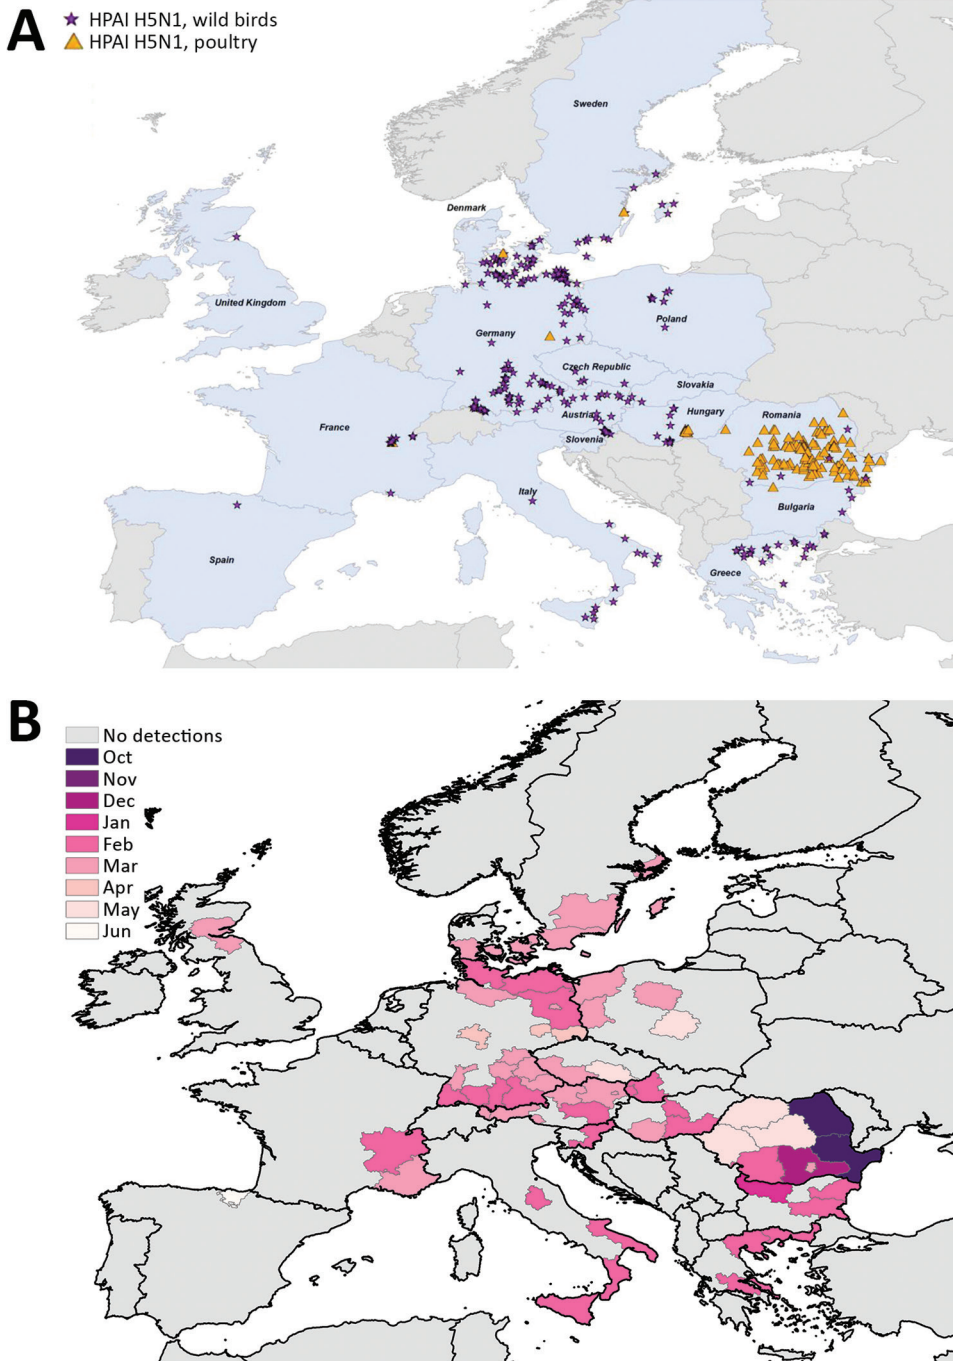 A
HPAI H5N1, wild birds
HPAI H5N1, poultry
Sweden
Denmark
United Kingdom
Poland
Germany
Czech Republic
Slovakia
Austria
Hungary
Romania
France
Slovenia
Italy
Bulgaria
Spain
Greece
B
No detections
Oct
Nov
Dec
Jan
Feb
Mar
Apr
May
Jun